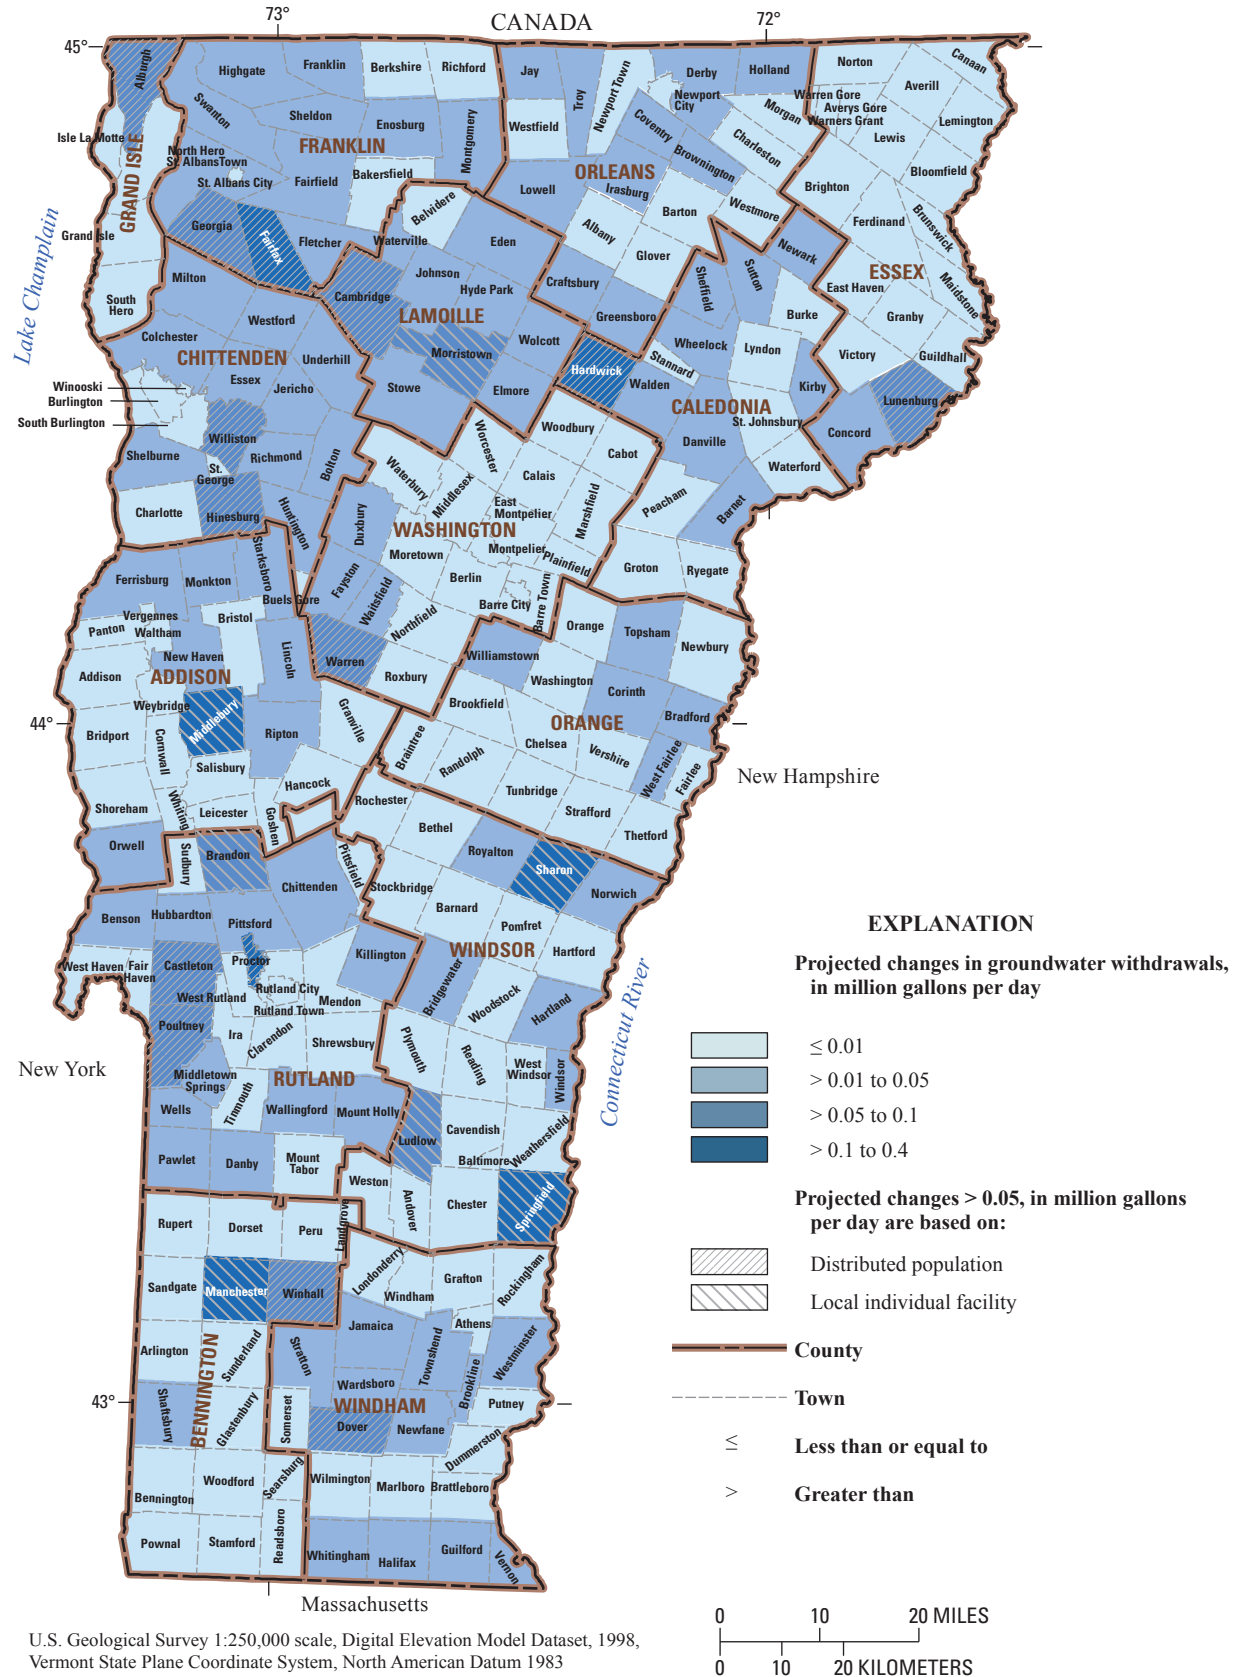 73°
CANADA
72°
45°
Alburgh
Highgate
Franklin
Berkshire
Richford
Jay
Troy
Newport Town
Derby
Holland
Norton
Canaan
Averill
Warren Gore
Averys Gore
Warners Grant
Lemington
Newport
City
Morgan
Swanton
Sheldon
Enosburg
Montgomery
Westfield
Coventry
Charleston
Lewis
Isle La Motte
North Hero
St. Albans Town
FRANKLIN
Brownington
Bloomfield
GRAND ISLE
St. Albans City
Fairfield
Bakersfield
Lowell
ORLEANS
Irasburg
Brighton
Belvidere
Barton
Westmore
Ferdinand
Brunswick
Grand Isle
Georgia
Fairfax
Fletcher
Waterville
Eden
Albany
Glover
Newark
Lake Champlain
Milton
Johnson
Hyde Park
Craftsbury
Sheffield
Sutton
East Haven
ESSEX
Maidstone
South
Hero
Cambridge
LAMOILLE
Greensboro
Burke
Granby
Westford
Colchester
CHITTENDEN
Underhill
Morristown
Wolcott
Wheelock
Lyndon
Victory
Guildhall
Winooski
Burlington
South Burlington
Essex
Jericho
Stowe
Elmore
Hardwick
Stannard
Walden
Kirby
Lunenburg
CALEDONIA
St. Johnsbury
Concord
Williston
Richmond
Bolton
Shelburne
St.
George
Woodbury
Worcester
Cabot
Danville
Waterford
Waterbury
Middlesex
Calais
Peacham
Barnet
Charlotte
Hinesburg
Huntington
Duxbury
East
Montpelier
Marshfield
WASHINGTON
Starksboro
Moretown
Montpelier
Plainfield
Groton
Ryegate
Ferrisburg
Monkton
Fayston
Berlin
Buels Gore
Waitsfield
Barre City
Barre Town
Vergennes
Panton
Waltham
Bristol
Northfield
Orange
Topsham
Newbury
New Haven
Lincoln
Warren
Williamstown
Addison
ADDISON
Roxbury
Washington
Corinth
Weybridge
Middlebury
Granville
Brookfield
ORANGE
Bradford
44°
Bridport
Cornwall
Ripton
Braintree
Randolph
Chelsea
Vershire
West Fairlee
Fairlee
New Hampshire
Salisbury
Hancock
Tunbridge
Shoreham
Whiting
Leicester
Goshen
Rochester
Strafford
Thetford
Bethel
Orwell
Sudbury
Brandon
Pittsfield
Royalton
Sharon
Chittenden
Stockbridge
Norwich
Benson
Hubbardton
Pittsford
Barnard
Pomfret
EXPLANATION
Killington
WINDSOR
Hartford
West Haven
Fair
Haven
Castleton
Proctor
Bridgewater
Projected changes in groundwater withdrawals,
in million gallons per day
West Rutland
Rutland City
Rutland Town
Mendon
Woodstock
Hartland
Connecticut River
Poultney
Ira
Clarendon
Shrewsbury
Plymouth
Reading
West
Windsor
Windsor
≤ 0.01
New York
Middletown
Springs
RUTLAND
> 0.01 to 0.05
Wells
Tinmouth
Wallingford
Mount Holly
Ludlow
Cavendish
Weathersfield
> 0.05 to 0.1
Baltimore
> 0.1 to 0.4
Pawlet
Danby
Mount
Tabor
Weston
Andover
Chester
Springfield
Projected changes > 0.05, in million gallons
per day are based on:
Rupert
Dorset
Peru
Landgrove
Distributed population
Sandgate
Manchester
Winhall
Londonderry
Windham
Grafton
Rockingham
Local individual facility
Jamaica
Athens
Arlington
Sunderland
Stratton
Townshend
Westminster
County
BENNINGTON
Wardsboro
Brookline
43°
Shaftsbury
Glastenbury
Somerset
WINDHAM
Putney
Town
Dover
Newfane
Dummerston
≤
Less than or equal to
Woodford
Searsburg
Wilmington
Marlboro
Brattleboro
>
Greater than
Bennington
Pownal
Stamford
Readsboro
Whitingham
Halifax
Guilford
Vernon
Massachusetts
0 10 20 MILES
0 10 20 KILOMETERS
U.S. Geological Survey 1:250,000 scale, Digital Elevation Model Dataset, 1998,
Vermont State Plane Coordinate System, North American Datum 1983